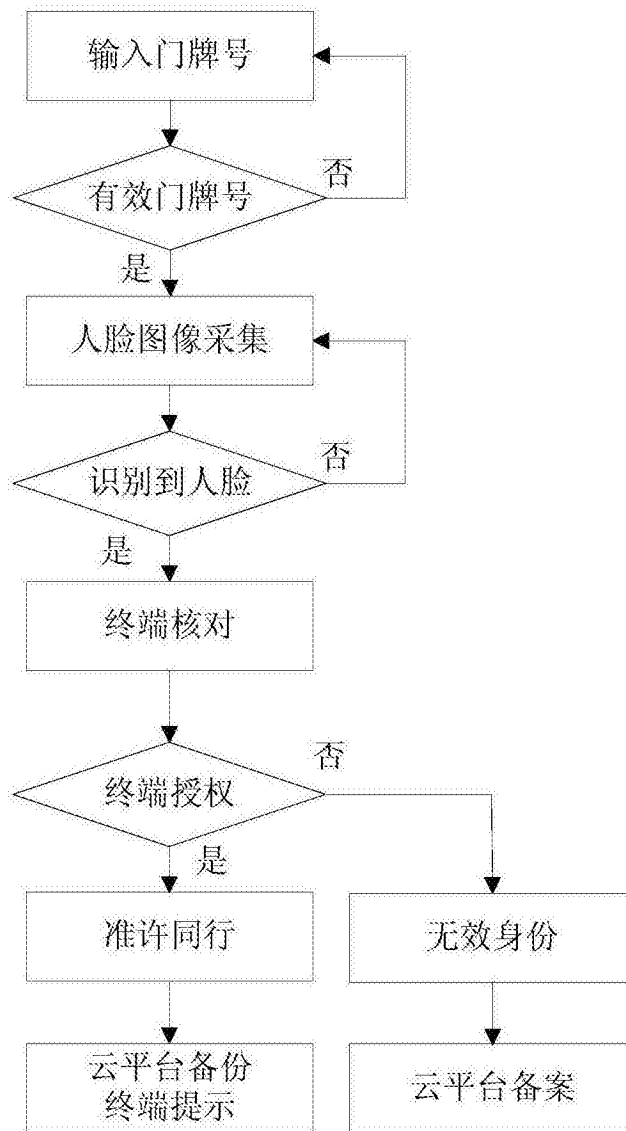 输入门牌号
否
有效门牌号
是
人脸图像采集
否
识别到人脸
是
终端核对
否
终端授权
是
准许同行
无效身份
云平台备份
终端提示
云平台备案